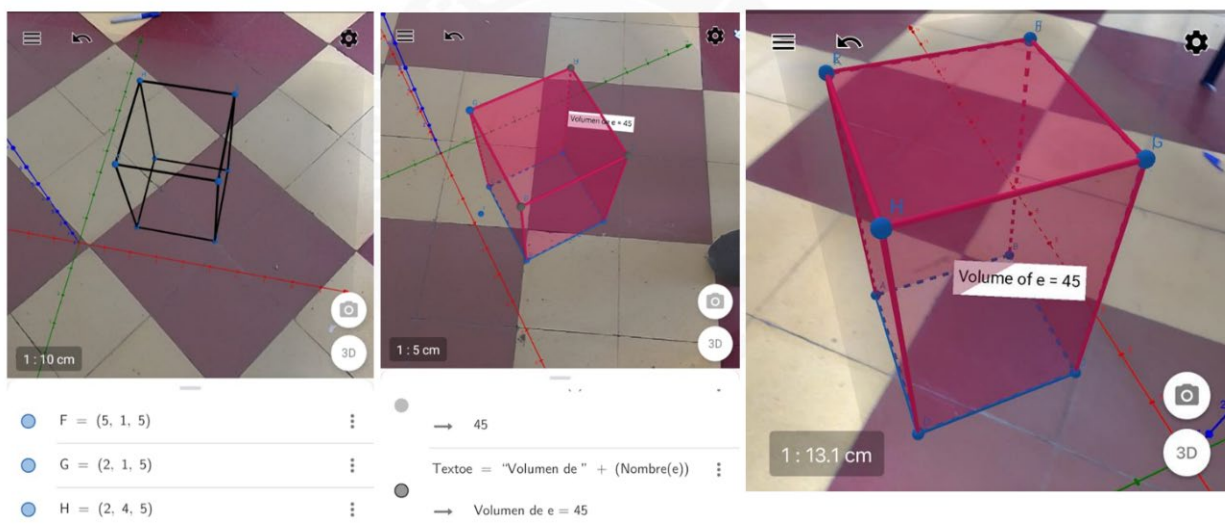 3D
1 : 10 cm
F = (5, 1, 5)
G = (2, 1, 5)
H = (2, 4, 5)
Volumen de e = 45
3D
1 : 5 cm
→ 45
Textoe = "Volumen de " + (Nombre(e))
→ Volumen de e = 45
K
H
G
A
Volume of e = 45
3D
1 : 13.1 cm
2